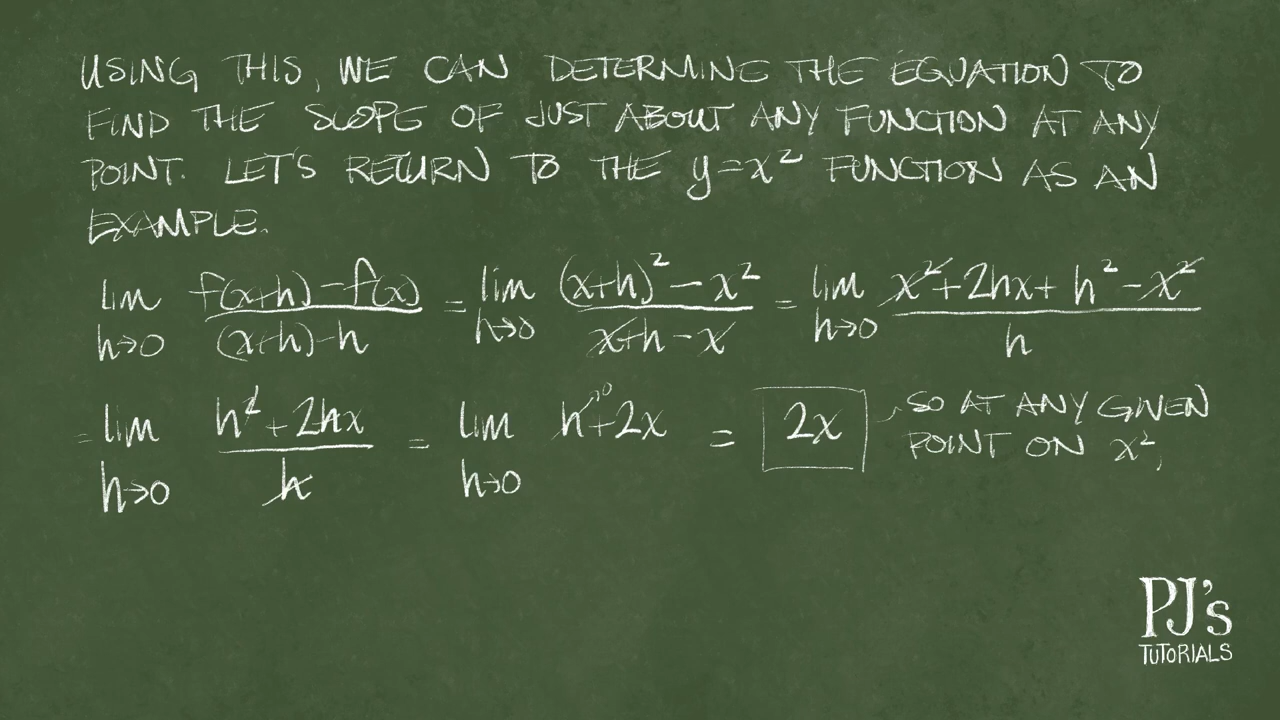 USING THIS, WE CAN DETERMINE THE EQUATION TO
FIND THE SCOPE OF JUST ABOUT ANY FUNCTION AT ANY
POINT. LET'S RETURN TO THE y=x² FUNCTION AS AN
EXAMPLE.
lim h→0 f(x+h)-f(x) / (x+h)-h = lim h→0 (x+h)²-x² / x+h-x = lim h→0 x²+2hx+h²-x² / h
= lim h→0 h²+2hx / h = lim h→0 h→0+2x = 2x SO AT ANY GIVEN
POINT ON x²,
PJ's
TUTORIALS